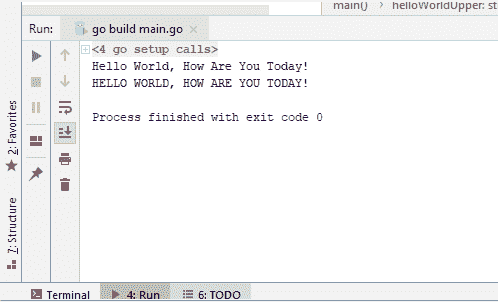 main() › helloWorldUpper: st
Run: go build main.go ×
<4 go setup calls>
Hello World, How Are You Today!
HELLO WORLD, HOW ARE YOU TODAY!
Process finished with exit code 0
2: Favorites
7: Structure
Terminal 4: Run 6: TODO